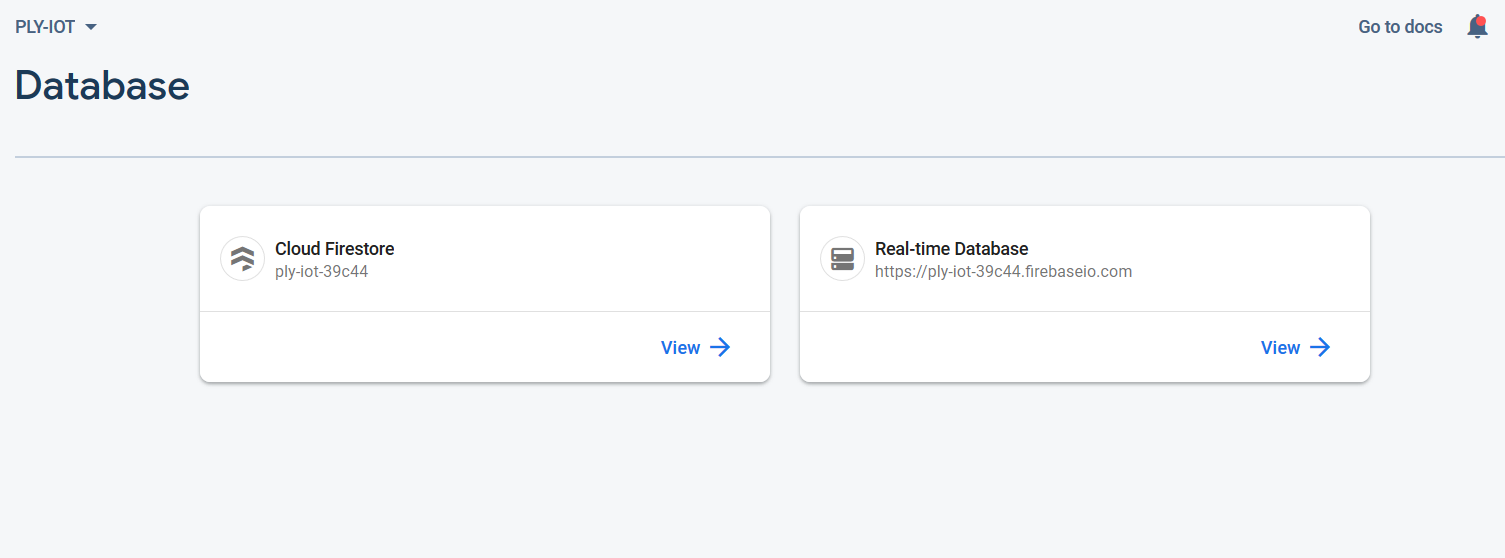 PLY-IOT
Go to docs
Database
Cloud Firestore
ply-iot-39c44
View
Real-time Database
https://ply-iot-39c44.firebaseio.com
View